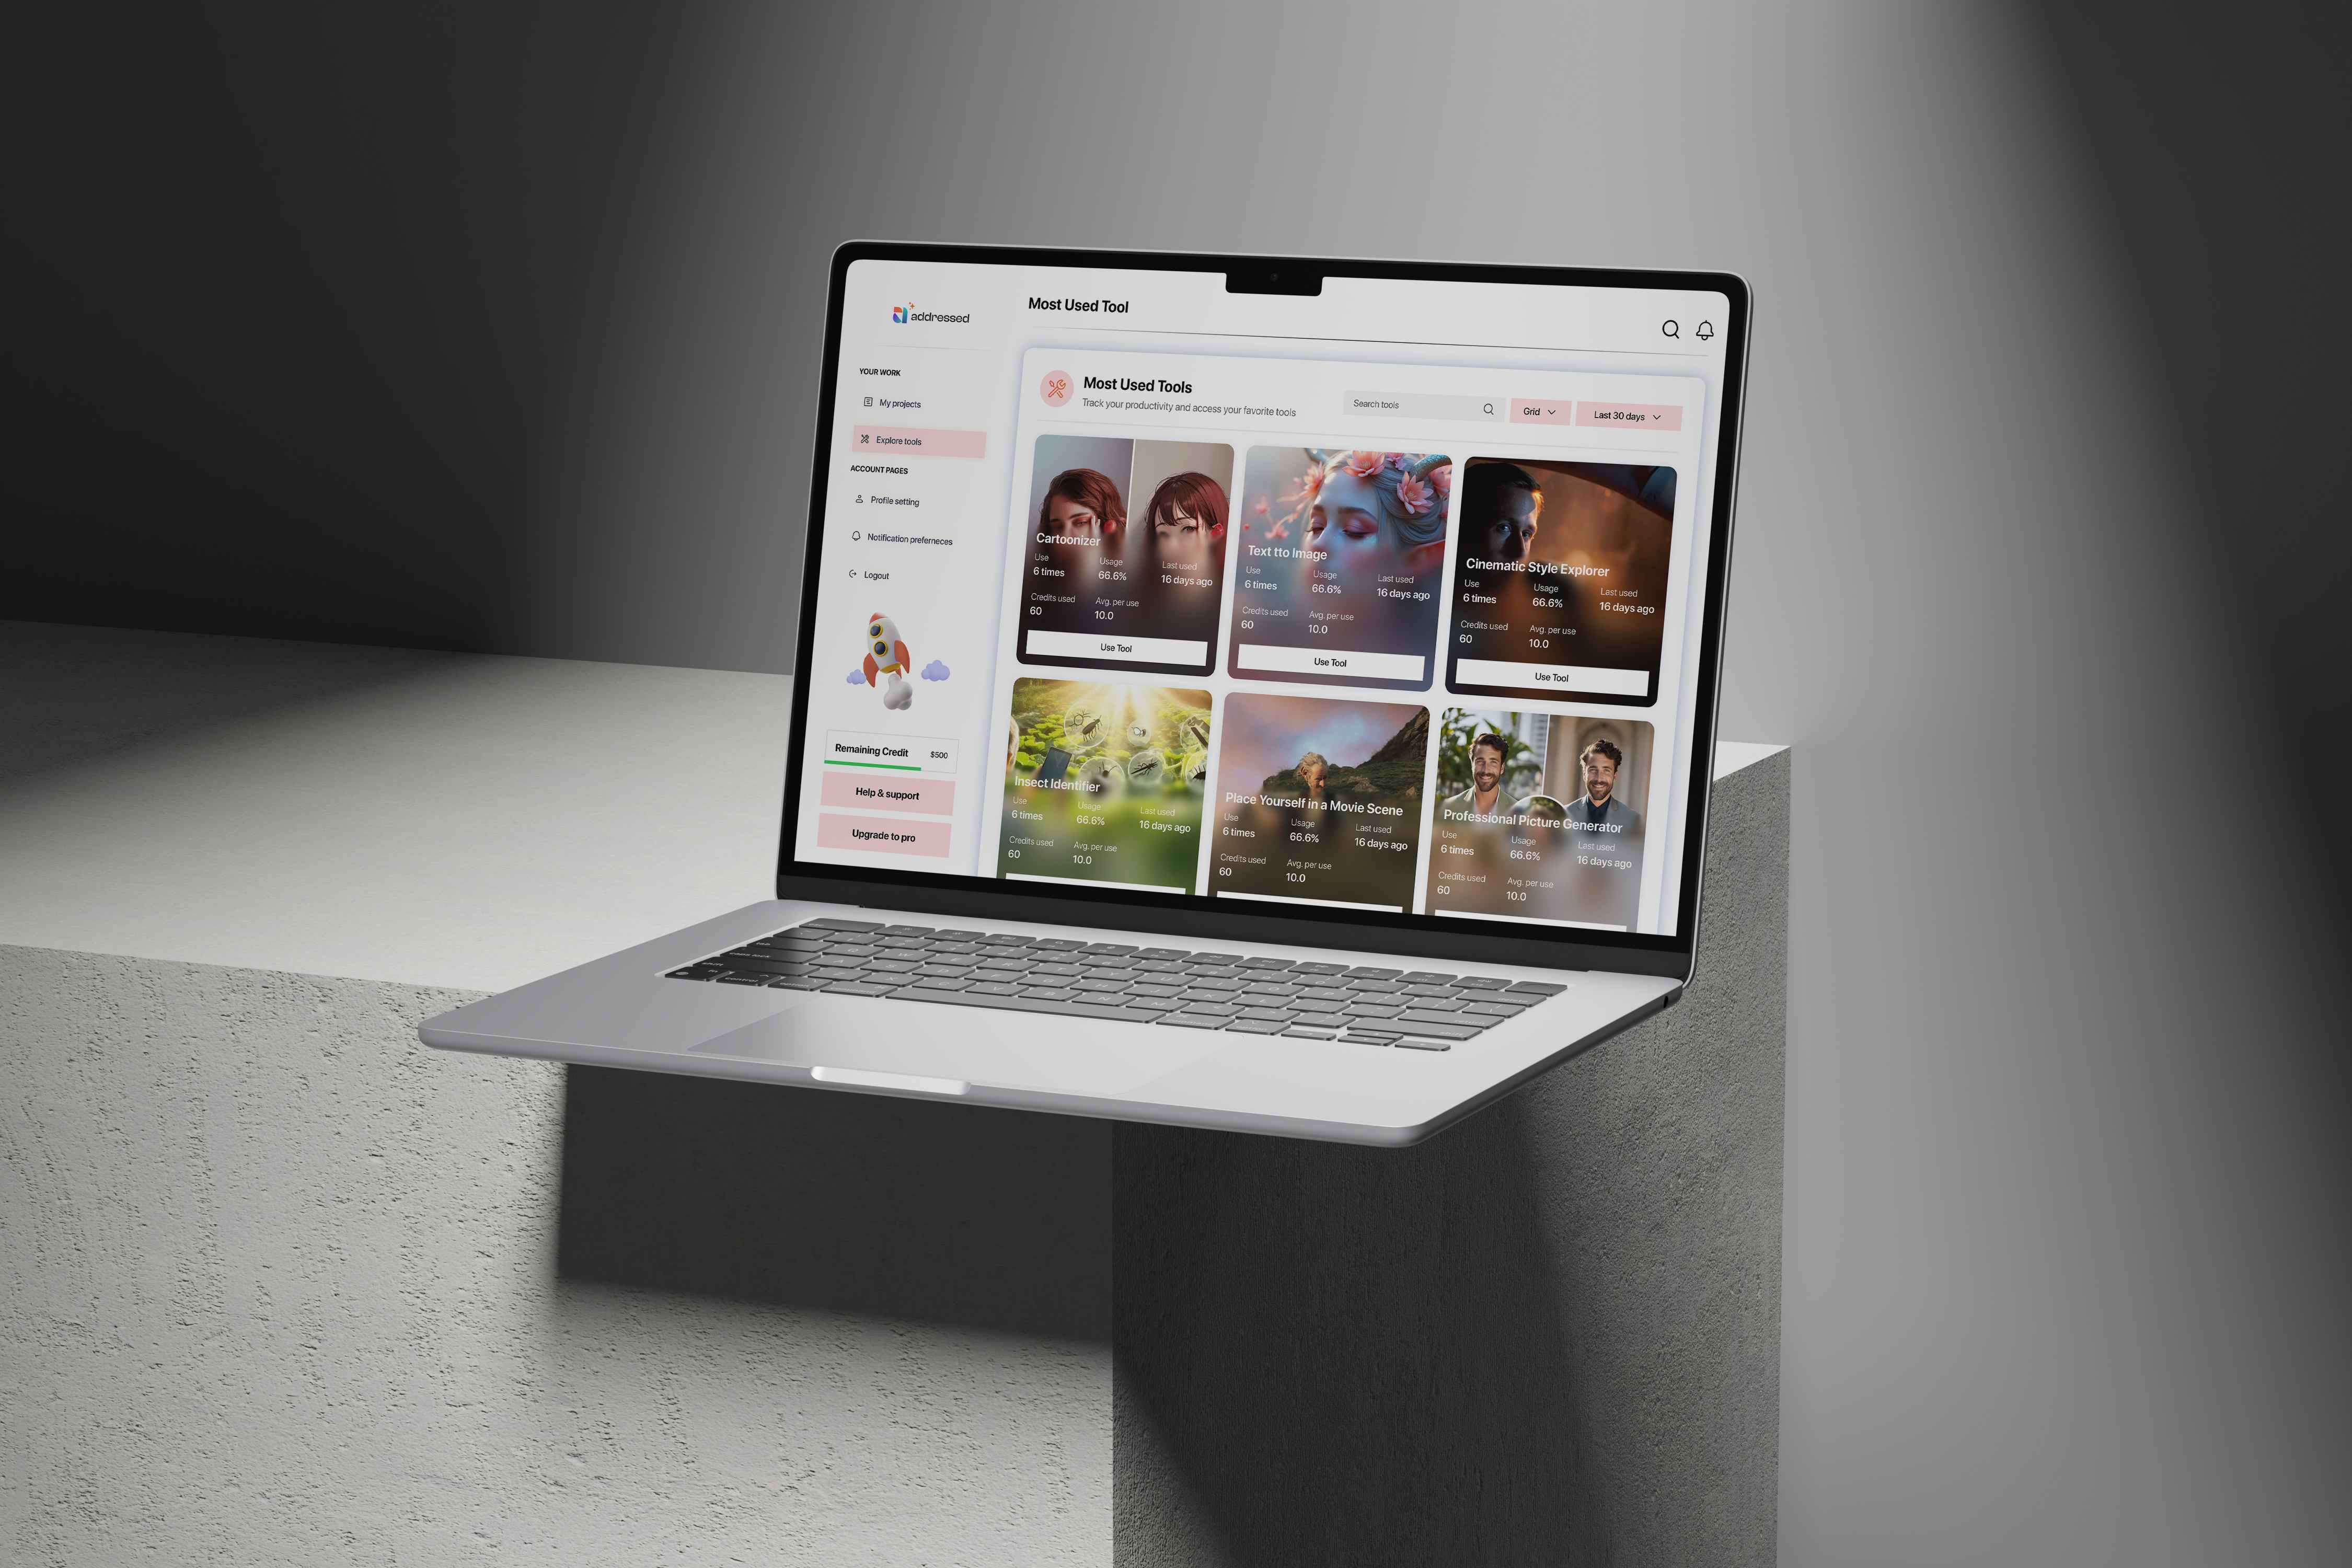 addressed
Most Used Tool
YOUR WORK
My projects
Explore tools
ACCOUNT PAGES
Profile setting
Notification preferneces
Logout
Remaining Credit $500
Help & support
Upgrade to pro
Most Used Tools
Track your productivity and access your favorite tools
Search tools
Grid
Last 30 days
Cartoonizer
Use Usage Last used
6 times 66.6% 16 days ago
Credits used Avg. per use
60 10.0
Use Tool
Text tto Image
Use Usage Last used
6 times 66.6% 16 days ago
Credits used Avg. per use
60 10.0
Use Tool
Cinematic Style Explorer
Use Usage Last used
6 times 66.6% 16 days ago
Credits used Avg. per use
60 10.0
Use Tool
Insect Identifier
Use Usage Last used
6 times 66.6% 16 days ago
Credits used Avg. per use
60 10.0
Place Yourself in a Movie Scene
Use Usage Last used
6 times 66.6% 16 days ago
Credits used Avg. per use
60 10.0
Professional Picture Generator
Use Usage Last used
6 times 66.6% 16 days ago
Credits used Avg. per use
60 10.0